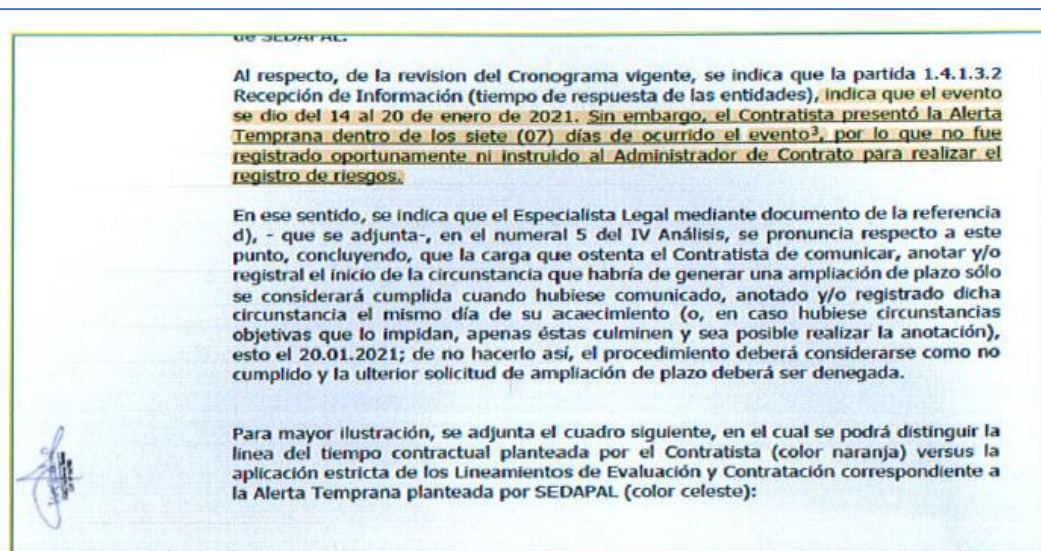 de SEDAPAL.
Al respecto, de la revision del Cronograma vigente, se indica que la partida 1.4.1.3.2
Recepción de Información (tiempo de respuesta de las entidades), indica que el evento
se dio del 14 al 20 de enero de 2021. Sin embargo, el Contratista presentó la Alerta
Temprana dentro de los siete (07) días de ocurrido el evento³, por lo que no fue
registrado oportunamente ni instruido al Administrador de Contrato para realizar el
registro de riesgos.
En ese sentido, se indica que el Especialista Legal mediante documento de la referencia
d), - que se adjunta-, en el numeral 5 del IV Análisis, se pronuncia respecto a este
punto, concluyendo, que la carga que ostenta el Contratista de comunicar, anotar y/o
registral el inicio de la circunstancia que habría de generar una ampliación de plazo sólo
se considerará cumplida cuando hubiese comunicado, anotado y/o registrado dicha
circunstancia el mismo día de su acaecimiento (o, en caso hubiese circunstancias
objetivas que lo impidan, apenas éstas culminen y sea posible realizar la anotación),
esto el 20.01.2021; de no hacerlo así, el procedimiento deberá considerarse como no
cumplido y la ulterior solicitud de ampliación de plazo deberá ser denegada.
Para mayor ilustración, se adjunta el cuadro siguiente, en el cual se podrá distinguir la
línea del tiempo contractual planteada por el Contratista (color naranja) versus la
aplicación estricta de los Lineamientos de Evaluación y Contratación correspondiente a
la Alerta Temprana planteada por SEDAPAL (color celeste):